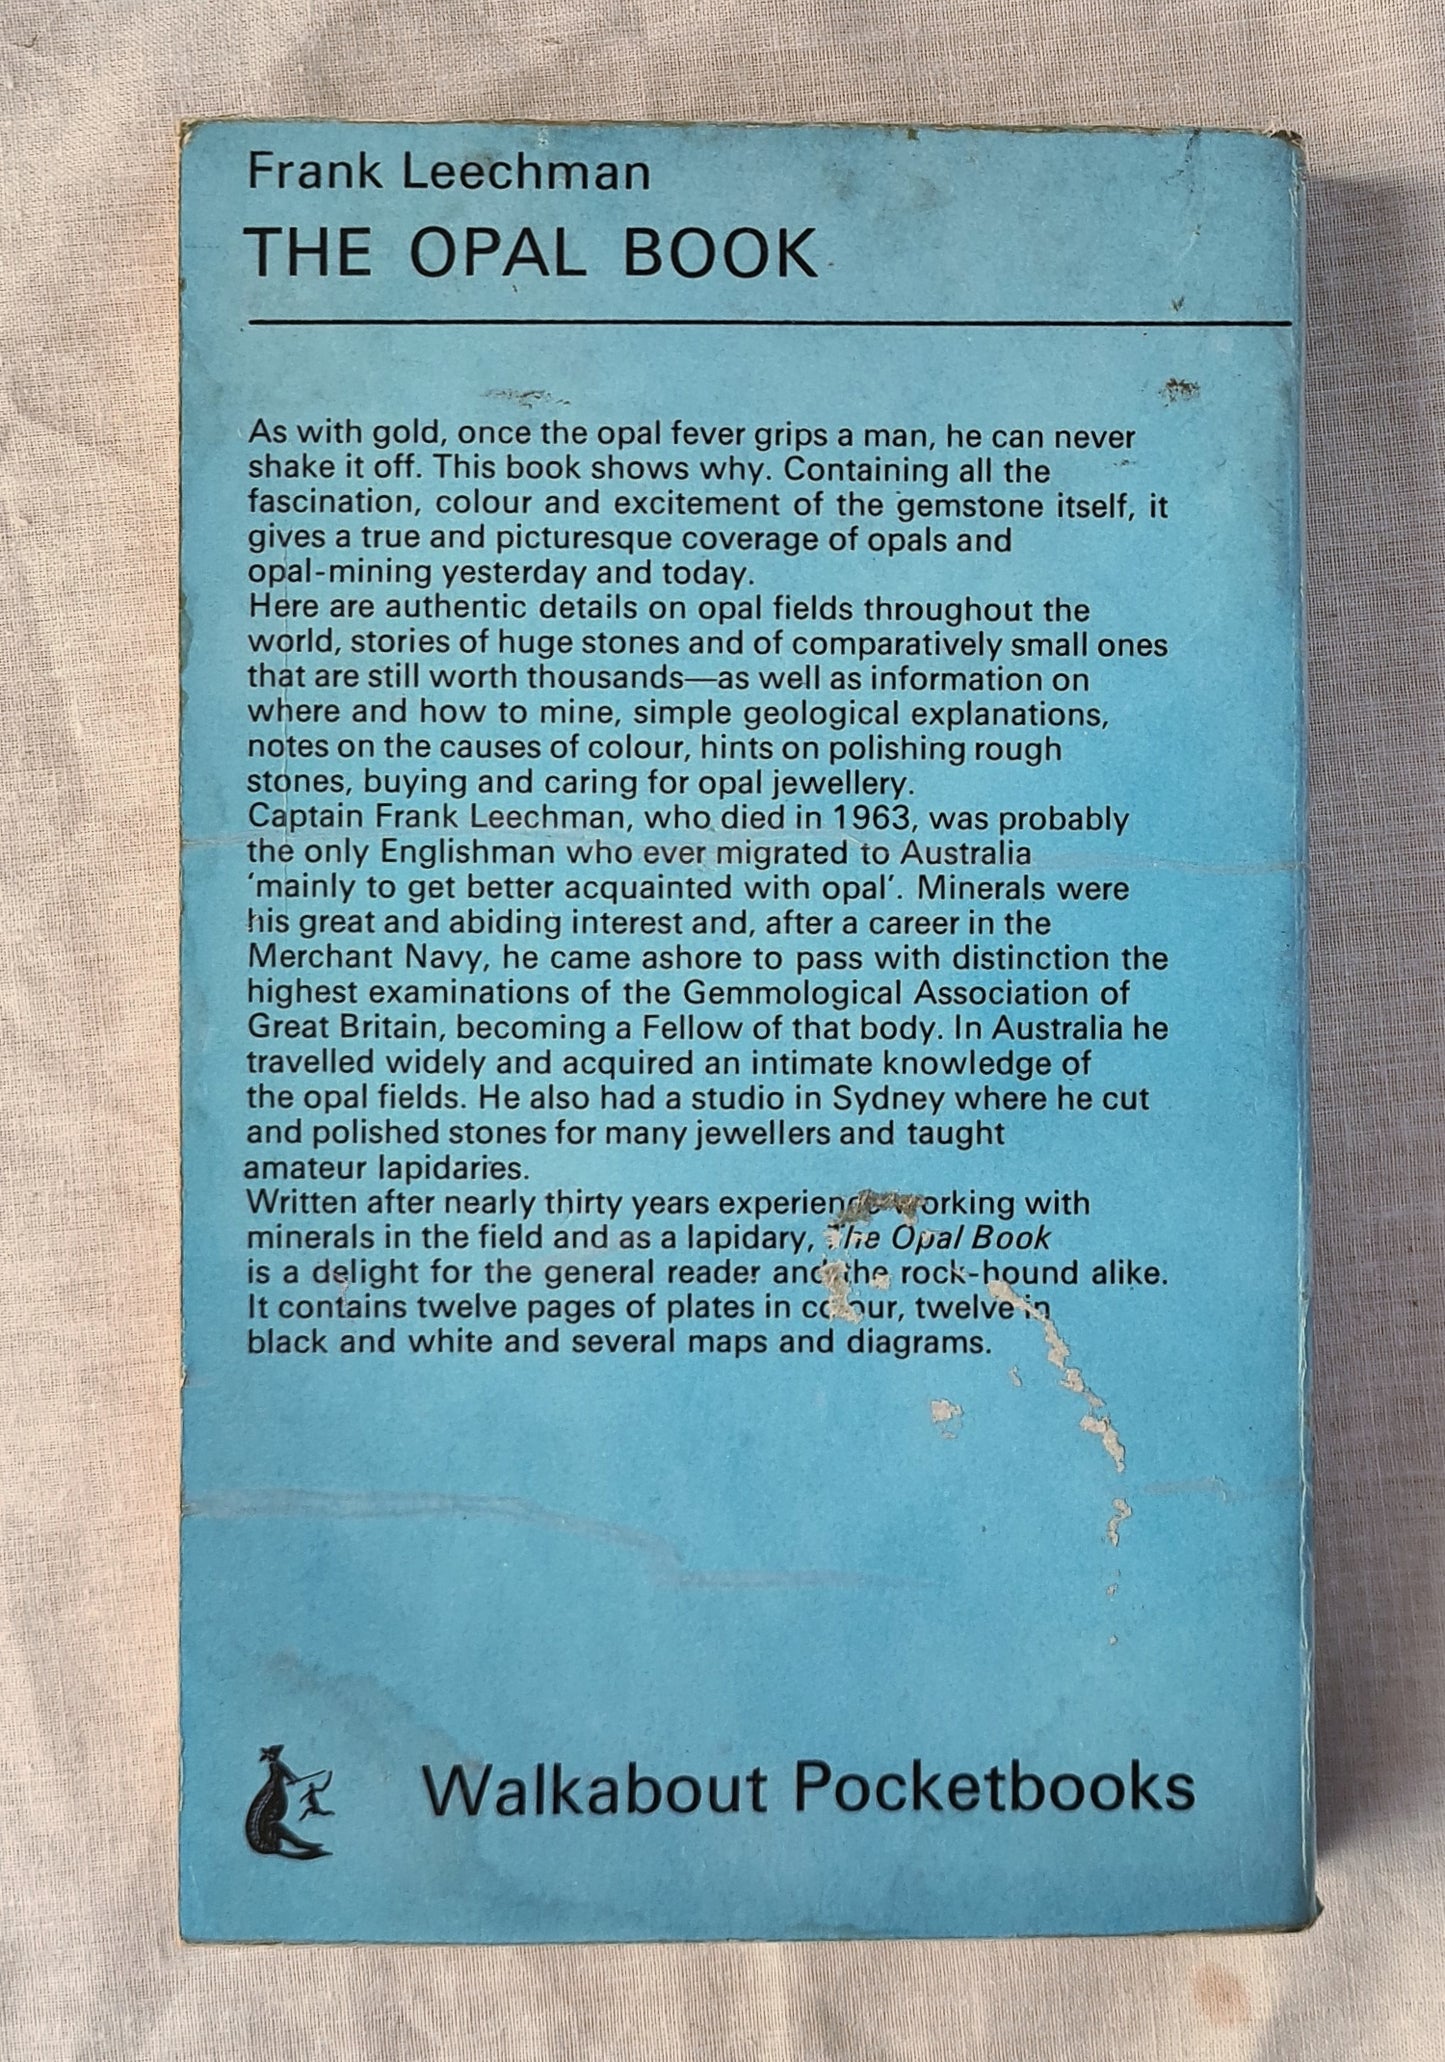 Frank Leechman
THE OPAL BOOK
As with gold, once the opal fever grips a man, he can never
shake it off. This book shows why. Containing all the
fascination, colour and excitement of the gemstone itself, it
gives a true and picturesque coverage of opals and
opal-mining yesterday and today.
Here are authentic details on opal fields throughout the
world, stories of huge stones and of comparatively small ones
that are still worth thousands—as well as information on
where and how to mine, simple geological explanations,
notes on the causes of colour, hints on polishing rough
stones, buying and caring for opal jewellery.
Captain Frank Leechman, who died in 1963, was probably
the only Englishman who ever migrated to Australia
‘mainly to get better acquainted with opal’. Minerals were
his great and abiding interest and, after a career in the
Merchant Navy, he came ashore to pass with distinction the
highest examinations of the Gemmological Association of
Great Britain, becoming a Fellow of that body. In Australia he
travelled widely and acquired an intimate knowledge of
the opal fields. He also had a studio in Sydney where he cut
and polished stones for many jewellers and taught
amateur lapidaries.
Written after nearly thirty years experience working with
minerals in the field and as a lapidary, The Opal Book
is a delight for the general reader and the rock-hound alike.
It contains twelve pages of plates in colour, twelve in
black and white and several maps and diagrams.
Walkabout Pocketbooks